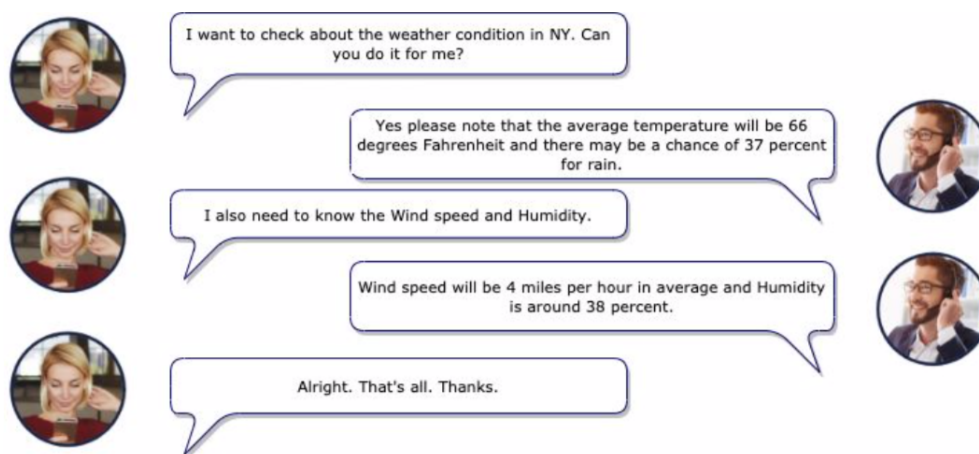 I want to check about the weather condition in NY. Can
you do it for me?
Yes please note that the average temperature will be 66
degrees Fahrenheit and there may be a chance of 37 percent
for rain.
I also need to know the Wind speed and Humidity.
Wind speed will be 4 miles per hour in average and Humidity
is around 38 percent.
Alright. That's all. Thanks.